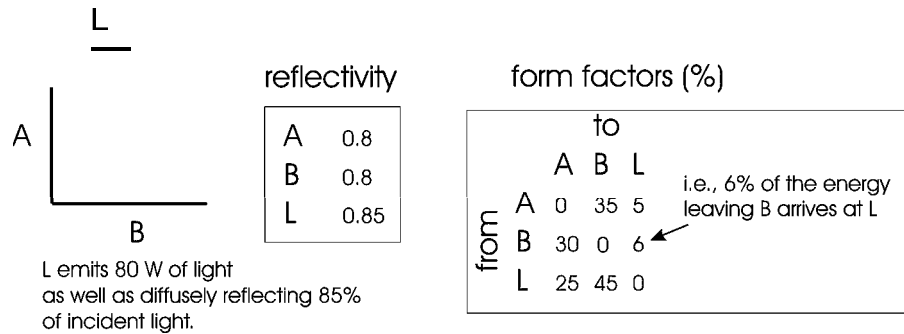 L
A
B
L emits 80 W of light
as well as diffusely reflecting 85%
of incident light.
reflectivity
A 0.8
B 0.8
L 0.85
form factors (%)
to
A B L
from
A 0 35 5
B 30 0 6
L 25 45 0
i.e., 6% of the energy
leaving B arrives at L